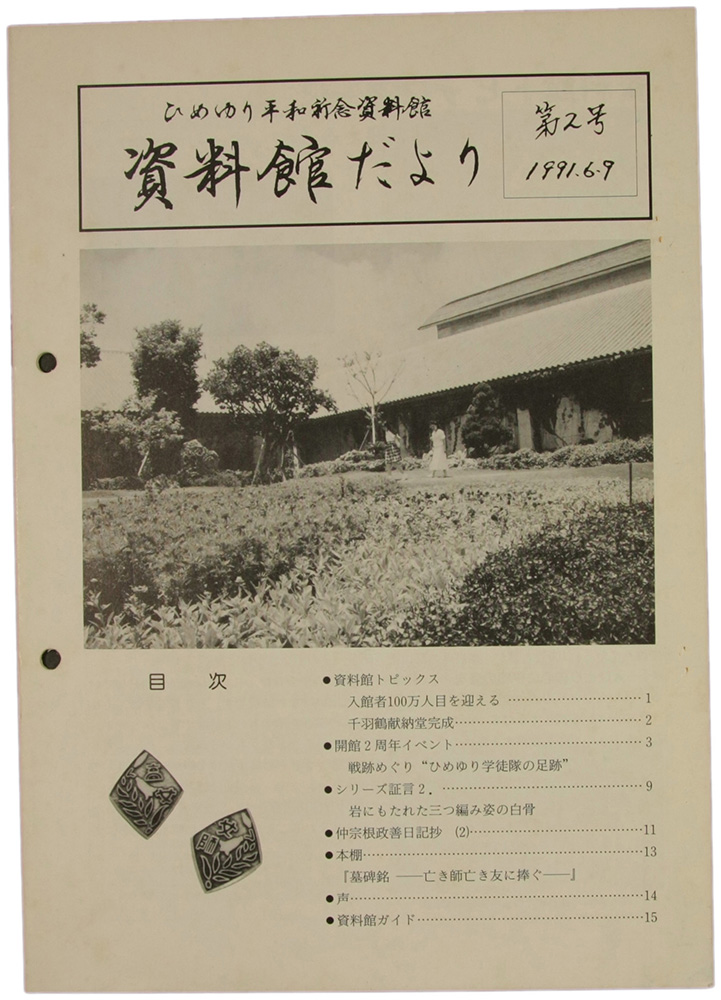 ひめゆり平和祈念資料館
資料館だより
第2号
1991.6.9
目次
●資料館トピックス
入館者100万人目を迎える ………………………… 1
千羽鶴献納堂完成………………………………… 2
●開館2周年イベント………………………………… 3
戦跡めぐり“ひめゆり学徒隊の足跡”
●シリーズ証言2．………………………………… 9
岩にもたれた三つ編み姿の白骨
●仲宗根政善日記抄 (2)………………………………11
●本棚……………………………………………………13
『墓碑銘 ――亡き師亡き友に捧ぐ――』
●声………………………………………………………14
●資料館ガイド…………………………………………15